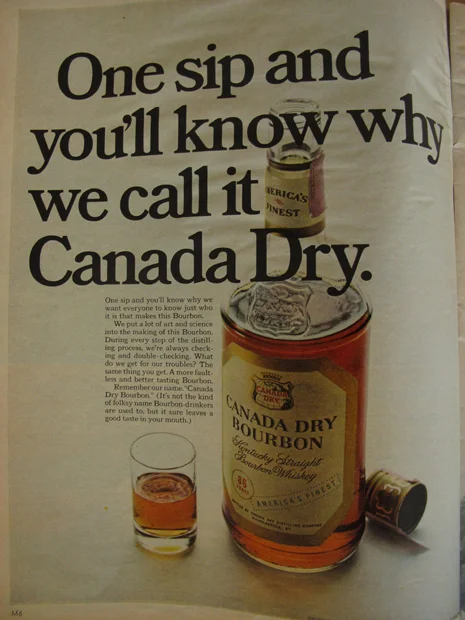 One sip and
you'll know why
we call it
Canada Dry.
One sip and you'll know why we
want everyone to know just who
it is that makes this Bourbon.
We put a lot of art and science
into the making of this Bourbon.
During every step of the distill-
ing process, we're always check-
ing and double-checking. What
do we get for our troubles? The
same thing you get. A more fault-
less and better tasting Bourbon.
Remember our name. "Canada
Dry Bourbon." (It's not the kind
of folksy name Bourbon-drinkers
are used to, but it sure leaves a
good taste in your mouth.)
AMERICA'S
FINEST
CANADA
DRY
CANADA DRY
BOURBON
Kentucky Straight
Bourbon Whiskey
86
PROOF
AMERICA'S FINEST